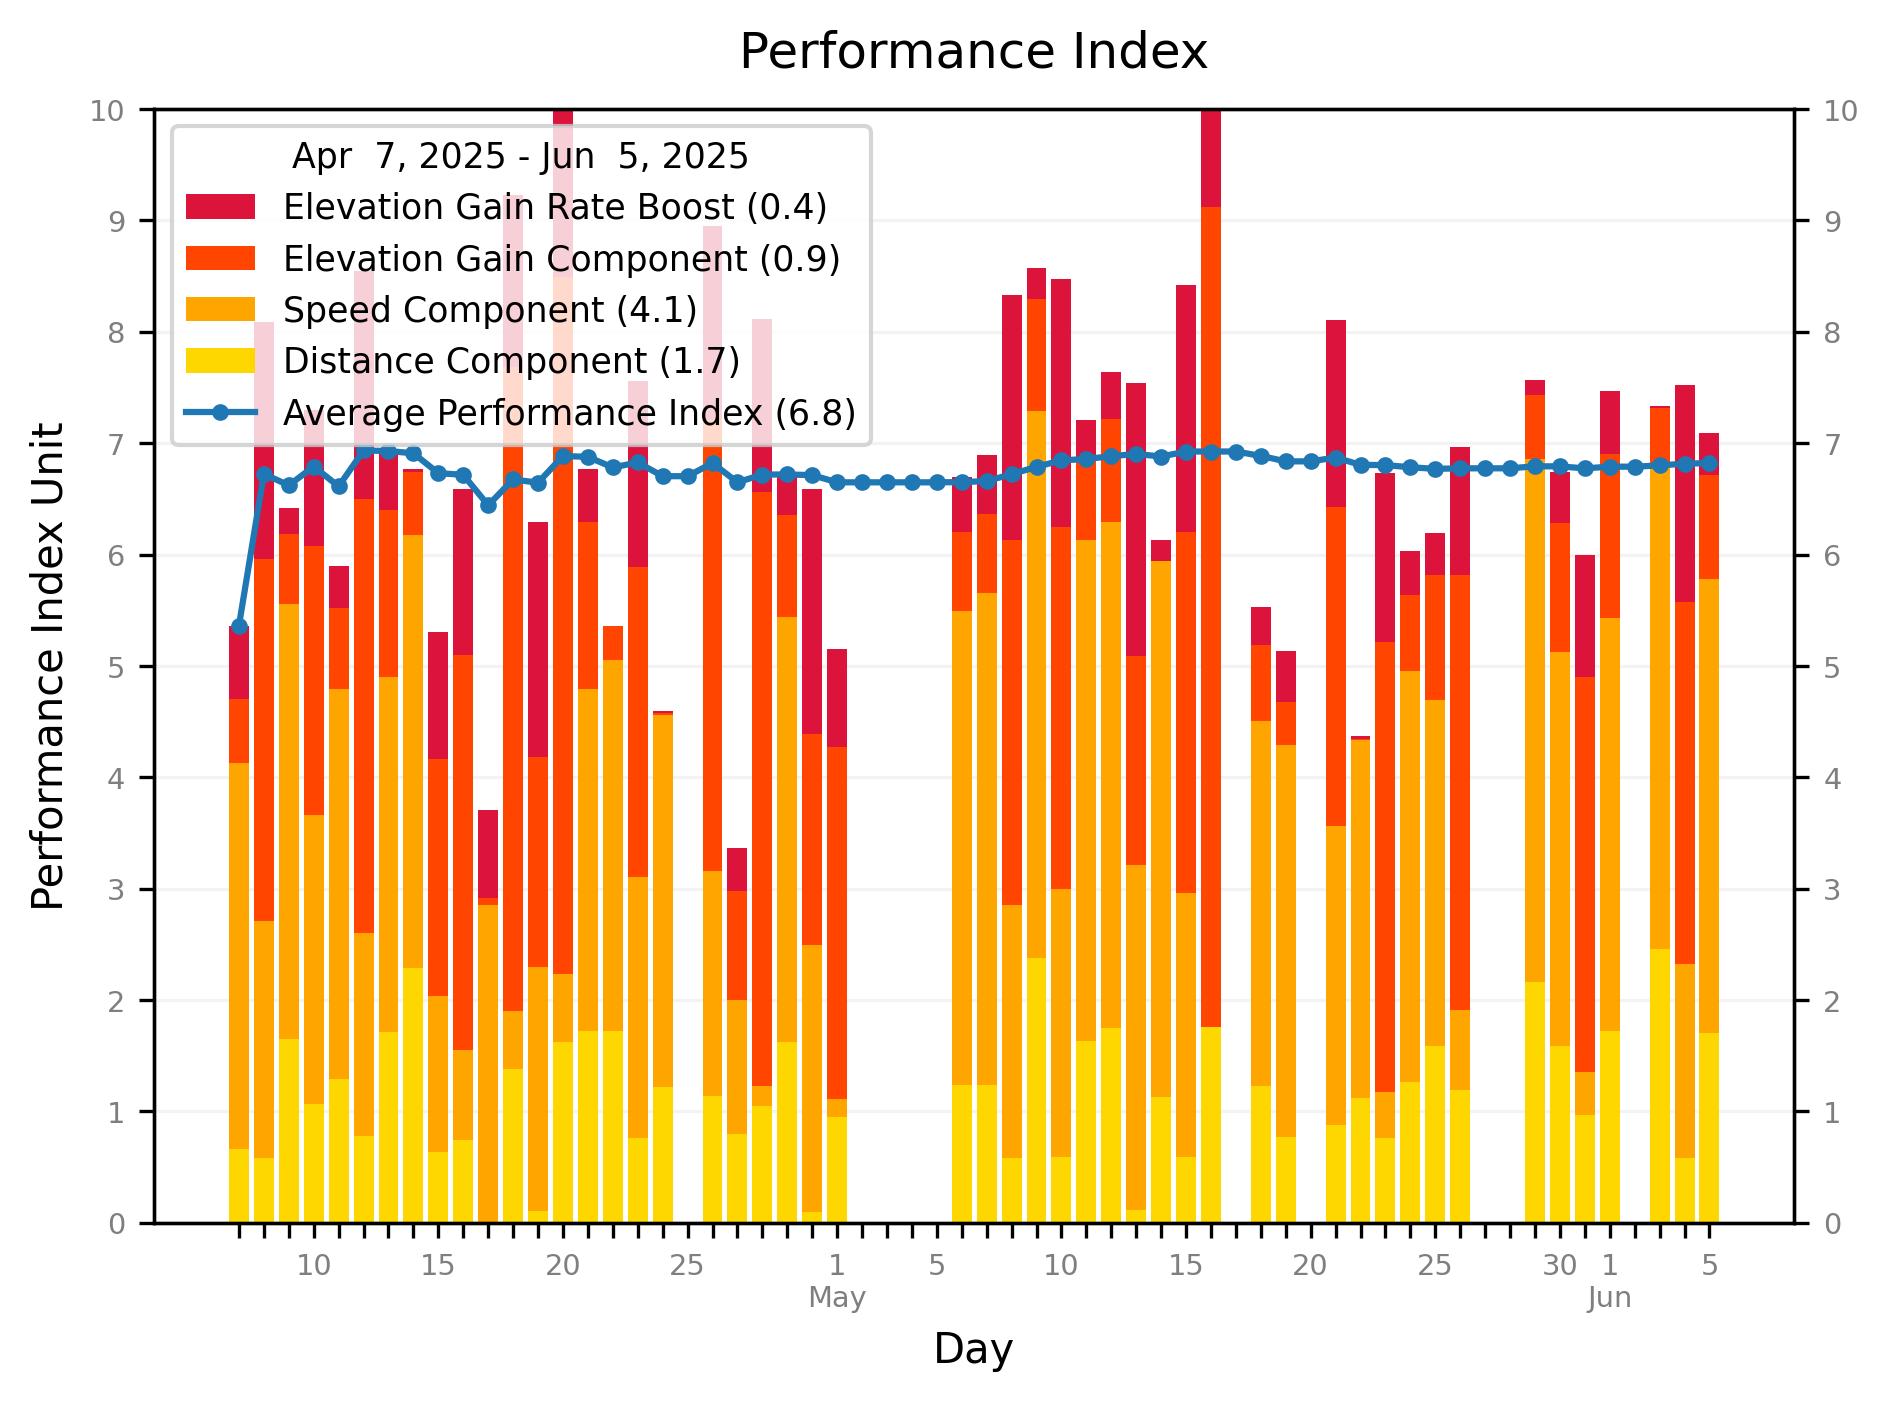 Performance Index
Apr 7, 2025 - Jun 5, 2025
Elevation Gain Rate Boost (0.4)
Elevation Gain Component (0.9)
Speed Component (4.1)
Distance Component (1.7)
Average Performance Index (6.8)
Performance Index Unit
10
9
8
7
6
5
4
3
2
1
0
10
9
8
7
6
5
4
3
2
1
0
10 15 20 25 1 5 10 15 20 25 30 1 5
May Jun
Day